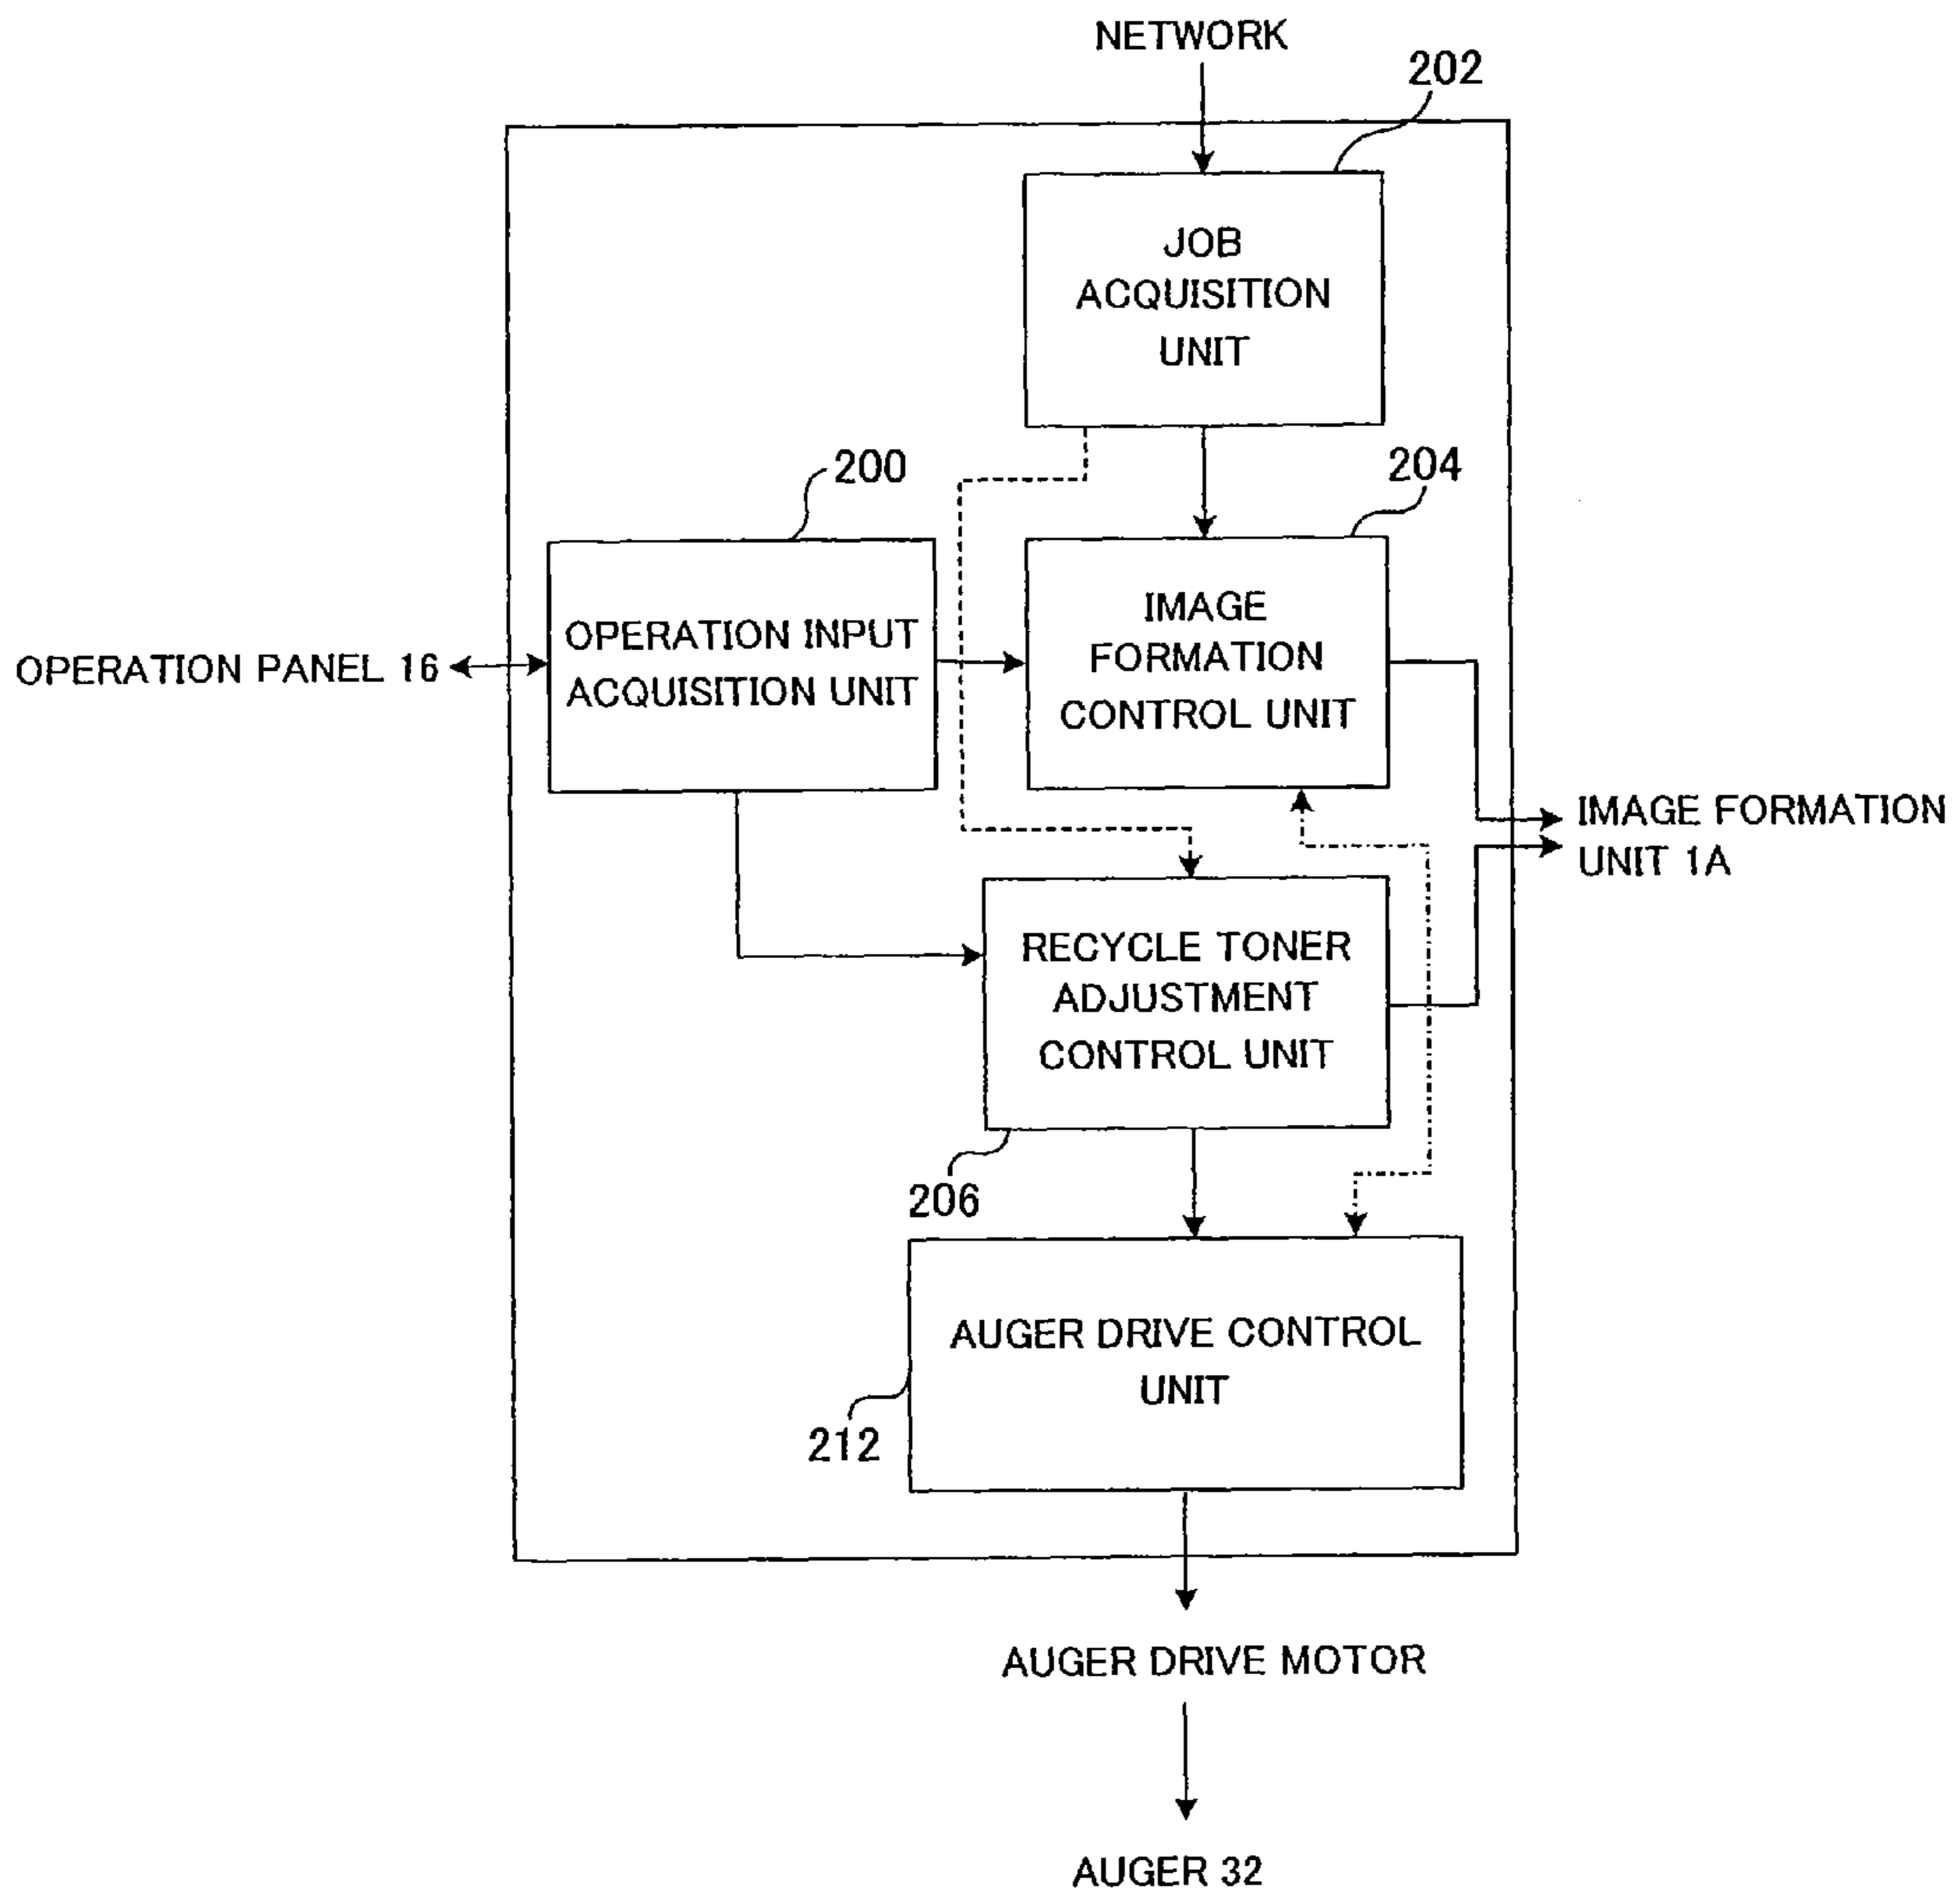 NETWORK
202
JOB
ACQUISITION
UNIT
200
204
OPERATION PANEL 16
OPERATION INPUT
ACQUISITION UNIT
IMAGE
FORMATION
CONTROL UNIT
IMAGE FORMATION
UNIT 1A
RECYCLE TONER
ADJUSTMENT
CONTROL UNIT
206
AUGER DRIVE CONTROL
UNIT
212
AUGER DRIVE MOTOR
AUGER 32